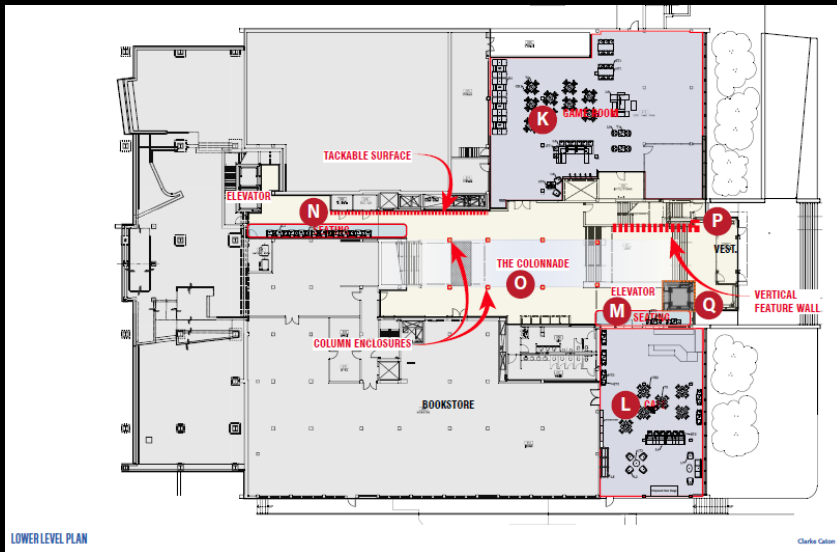 K
GAME ROOM
TACKABLE SURFACE
ELEVATOR
N
SEATING
P
VEST.
THE COLONNADE
O
ELEVATOR
Q
VERTICAL
FEATURE WALL
M
SEATING
COLUMN ENCLOSURES
L
BOOKSTORE
LOWER LEVEL PLAN
Clarke Caton